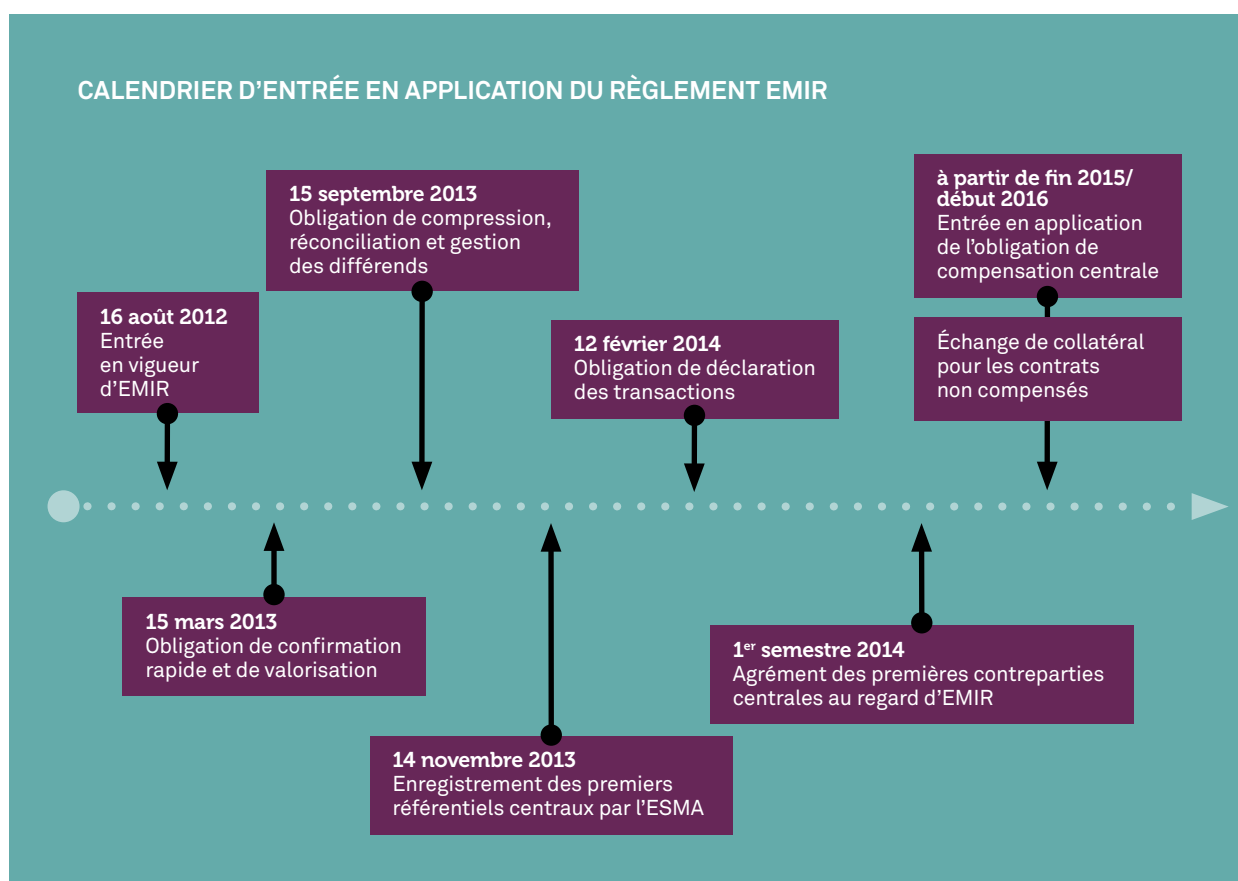 CALENDRIER D'ENTRÉE EN APPLICATION DU RÈGLEMENT EMIR
16 août 2012
Entrée
en vigueur
d'EMIR
15 mars 2013
Obligation de confirmation
rapide et de valorisation
15 septembre 2013
Obligation de compression,
réconciliation et gestion
des différends
14 novembre 2013
Enregistrement des premiers
référentiels centraux par l'ESMA
12 février 2014
Obligation de déclaration
des transactions
1er semestre 2014
Agrément des premières contreparties
centrales au regard d'EMIR
à partir de fin 2015/
début 2016
Entrée en application
de l'obligation de
compensation centrale
Échange de collatéral
pour les contrats
non compensés